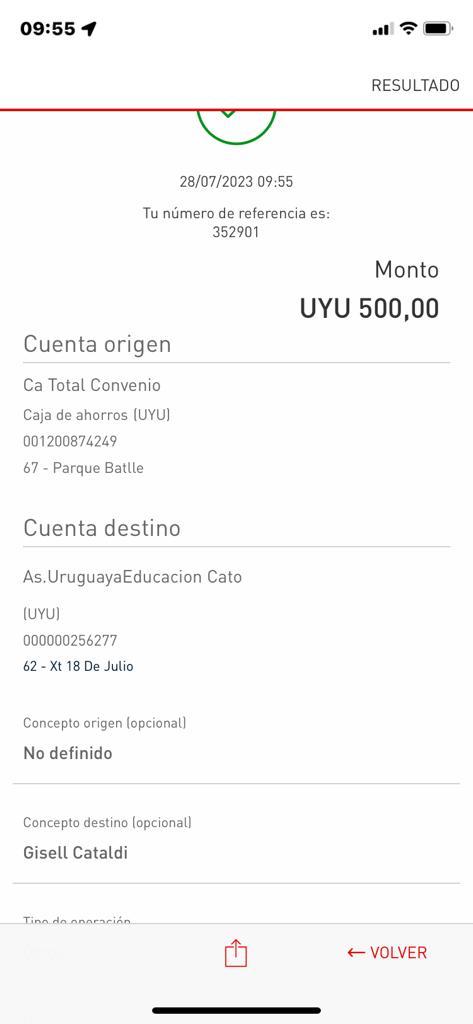 09:55
RESULTADO
28/07/2023 09:55
Tu número de referencia es:
352901
Monto
UYU 500,00
Cuenta origen
Ca Total Convenio
Caja de ahorros (UYU)
001200874249
67 - Parque Batlle
Cuenta destino
As.UruguayaEducacion Cato
(UYU)
000000256277
62 - Xt 18 De Julio
Concepto origen (opcional)
No definido
Concepto destino (opcional)
Gisell Cataldi
Tipo de operación
← VOLVER